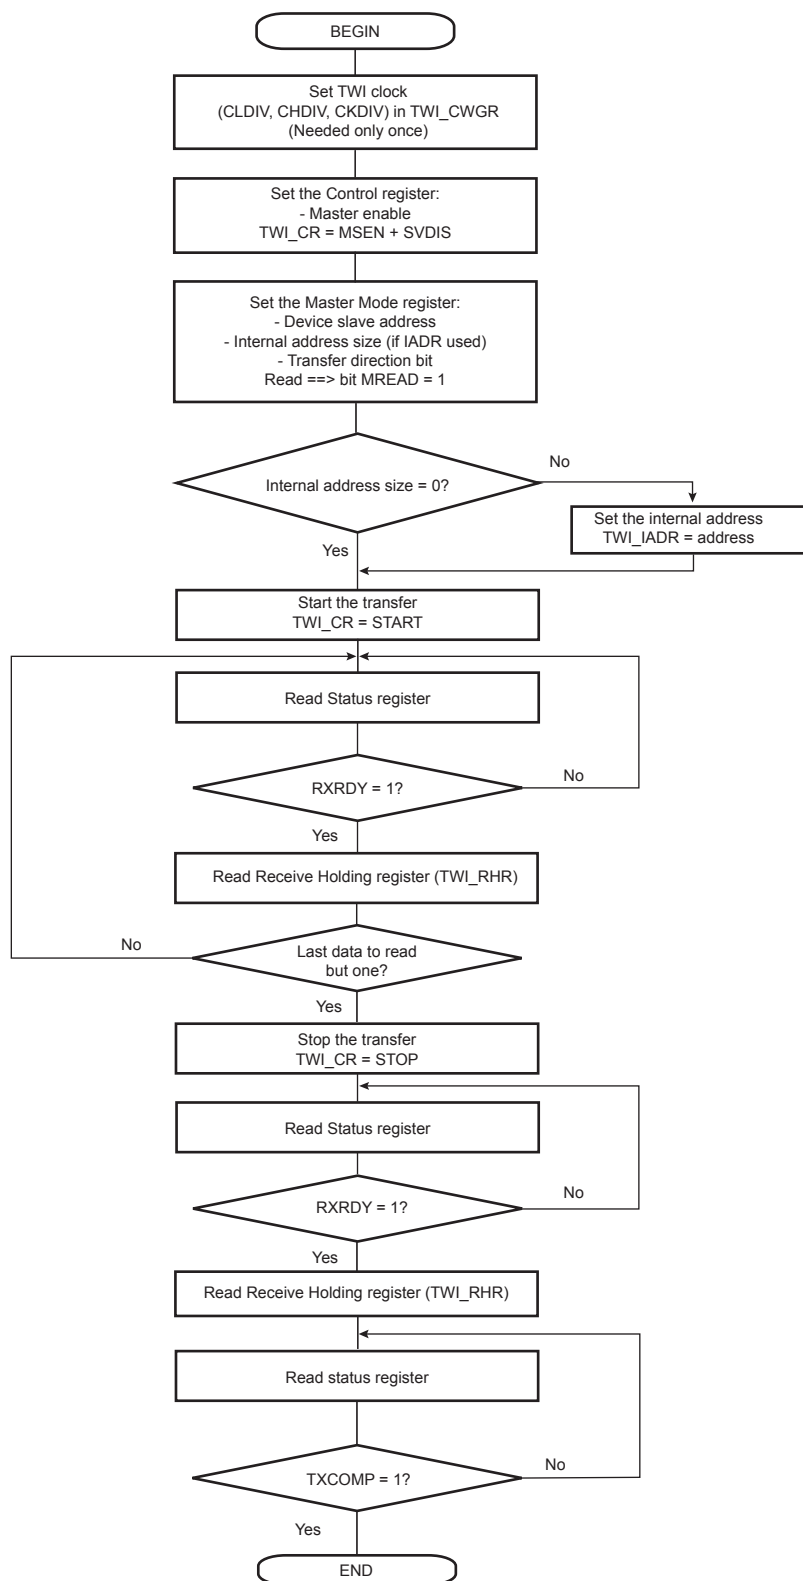 BEGIN
Set TWI clock
(CLDIV, CHDIV, CKDIV) in TWI_CWGR
(Needed only once)
Set the Control register:
- Master enable
TWI_CR = MSEN + SVDIS
Set the Master Mode register:
- Device slave address
- Internal address size (if IADR used)
- Transfer direction bit
Read ==> bit MREAD = 1
Internal address size = 0?
No
Set the internal address
TWI_IADR = address
Yes
Start the transfer
TWI_CR = START
Read Status register
RXRDY = 1?
No
Yes
Read Receive Holding register (TWI_RHR)
No
Last data to read
but one?
Yes
Stop the transfer
TWI_CR = STOP
Read Status register
RXRDY = 1?
No
Yes
Read Receive Holding register (TWI_RHR)
Read status register
TXCOMP = 1?
No
Yes
END